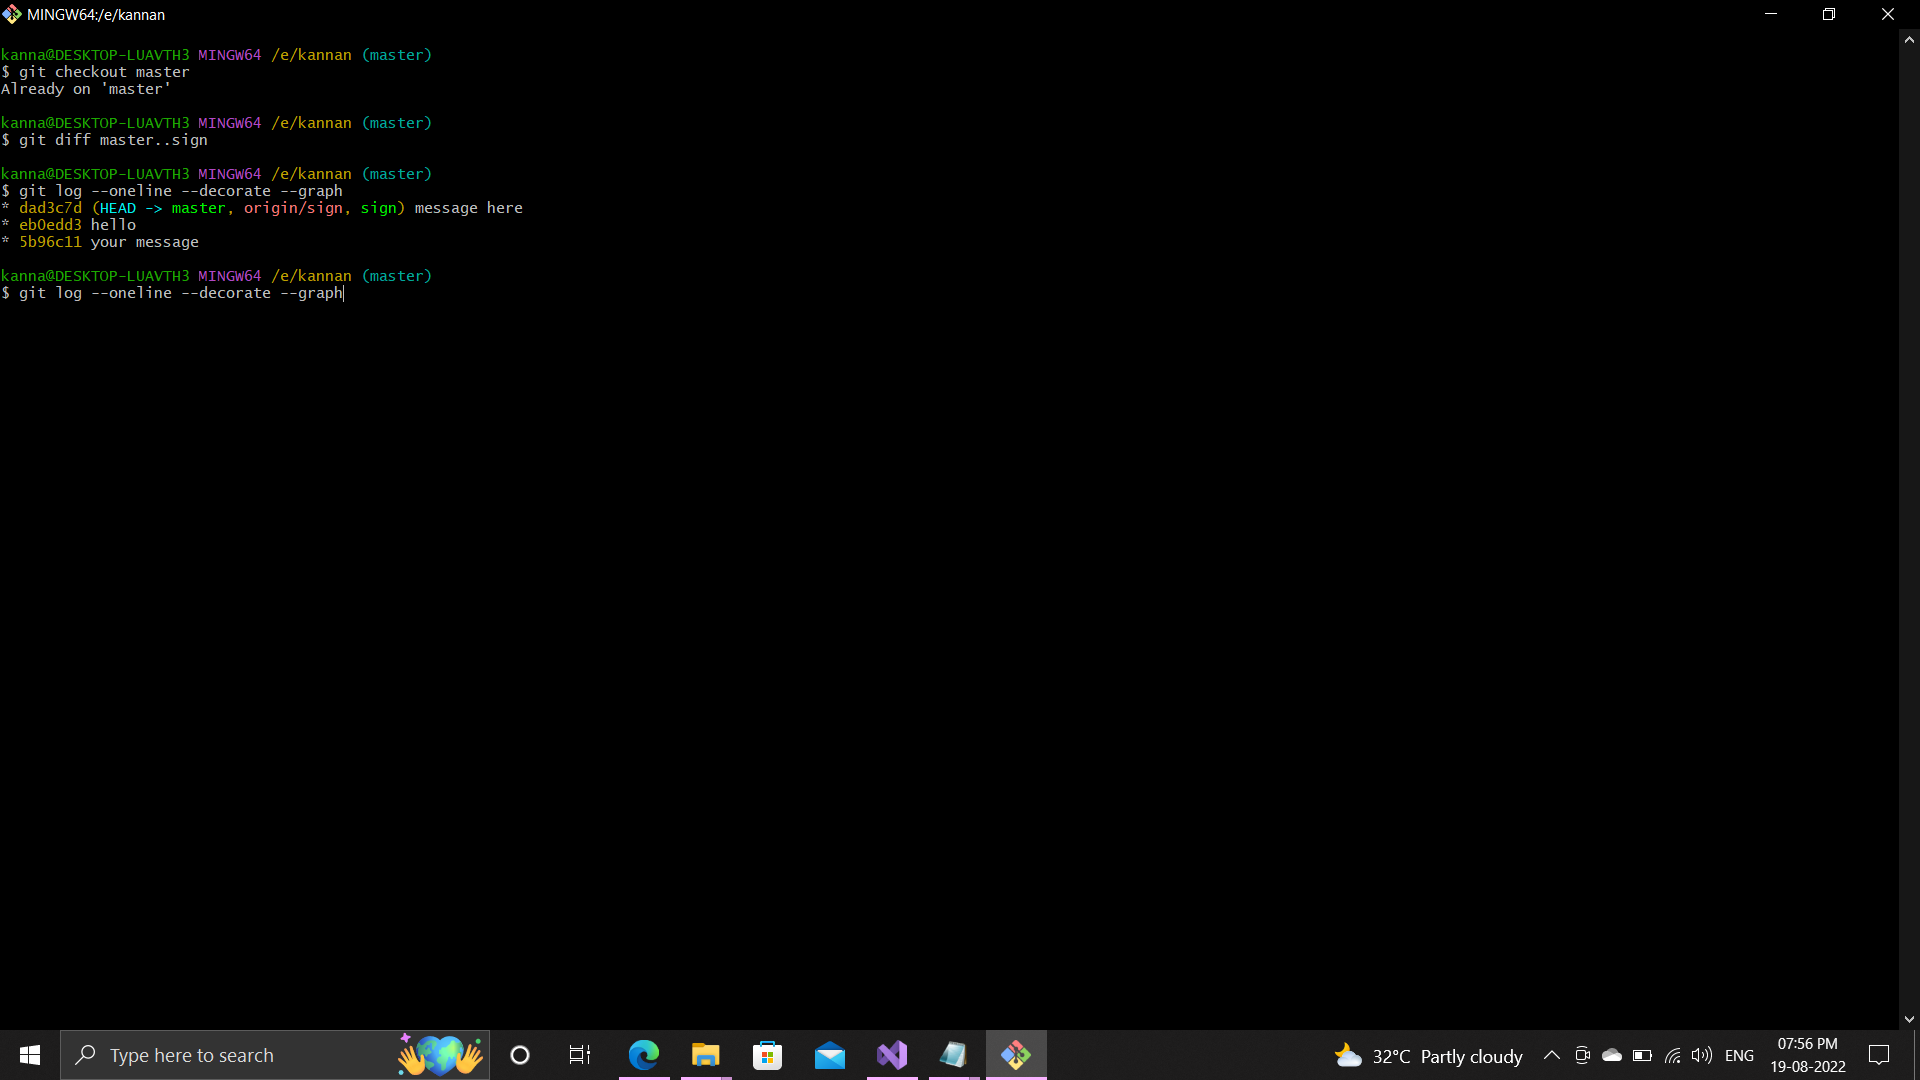 MINGW64:/e/kannan
kanna@DESKTOP-LUAVTH3 MINGW64 /e/kannan (master)
$ git checkout master
Already on 'master'
kanna@DESKTOP-LUAVTH3 MINGW64 /e/kannan (master)
$ git diff master..sign
kanna@DESKTOP-LUAVTH3 MINGW64 /e/kannan (master)
$ git log --oneline --decorate --graph
* dad3c7d (HEAD -> master, origin/sign, sign) message here
* eb0edd3 hello
* 5b96c11 your message
kanna@DESKTOP-LUAVTH3 MINGW64 /e/kannan (master)
$ git log --oneline --decorate --graph
Type here to search
32°C Partly cloudy
ENG
07:56 PM
19-08-2022